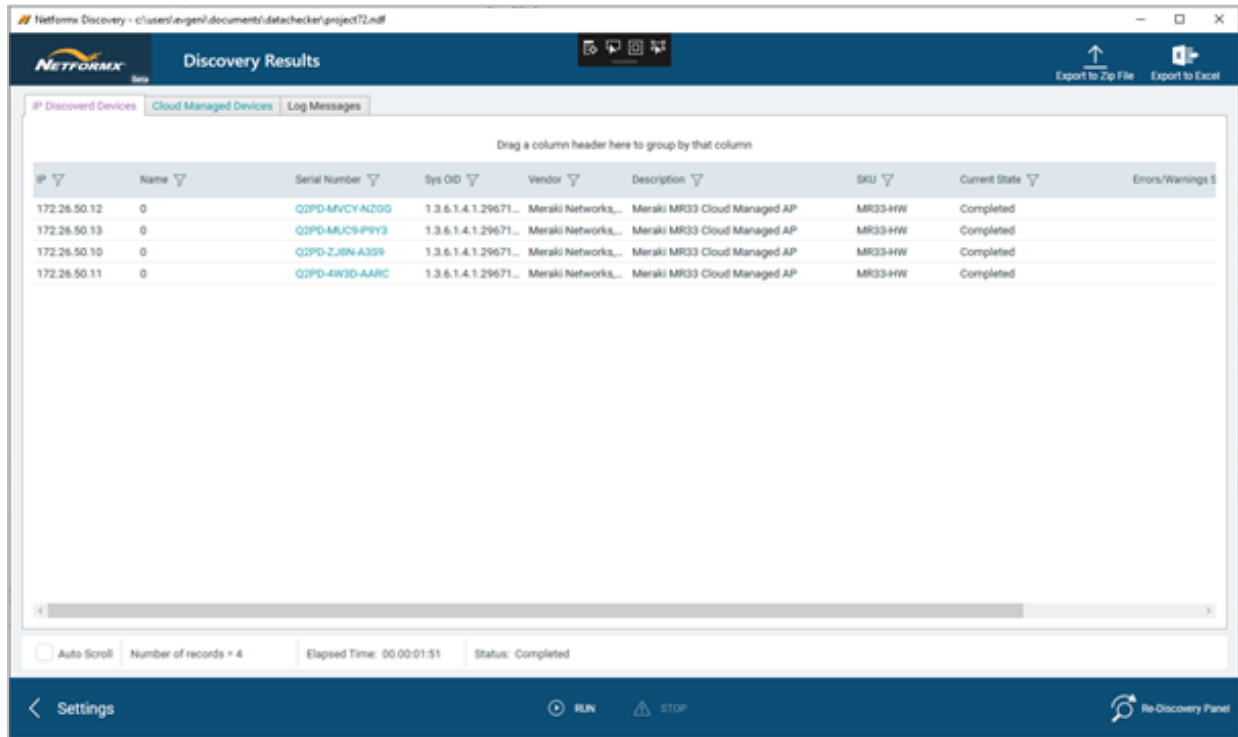 Netformx Discovery - c:\users\evgeni\documents\datachecker\project72.ndf
NETFORMX Beta
Discovery Results
Export to Zip File Export to Excel
IP Discoverd Devices Cloud Managed Devices Log Messages
Drag a column header here to group by that column
IP Name Serial Number Sys OID Vendor Description SKU Current State Errors/Warnings S
172.26.50.12 0 Q2PD-MVCY-NZGG 1.3.6.1.4.1.29671... Meraki Networks,... Meraki MR33 Cloud Managed AP MR33-HW Completed
172.26.50.13 0 Q2PD-MUC9-P9Y3 1.3.6.1.4.1.29671... Meraki Networks,... Meraki MR33 Cloud Managed AP MR33-HW Completed
172.26.50.10 0 Q2PD-ZJ8N-A3S9 1.3.6.1.4.1.29671... Meraki Networks,... Meraki MR33 Cloud Managed AP MR33-HW Completed
172.26.50.11 0 Q2PD-4W3D-AARC 1.3.6.1.4.1.29671... Meraki Networks,... Meraki MR33 Cloud Managed AP MR33-HW Completed
Auto Scroll Number of records = 4 Elapsed Time: 00.00:01:51 Status: Completed
Settings RUN STOP Re-Discovery Panel